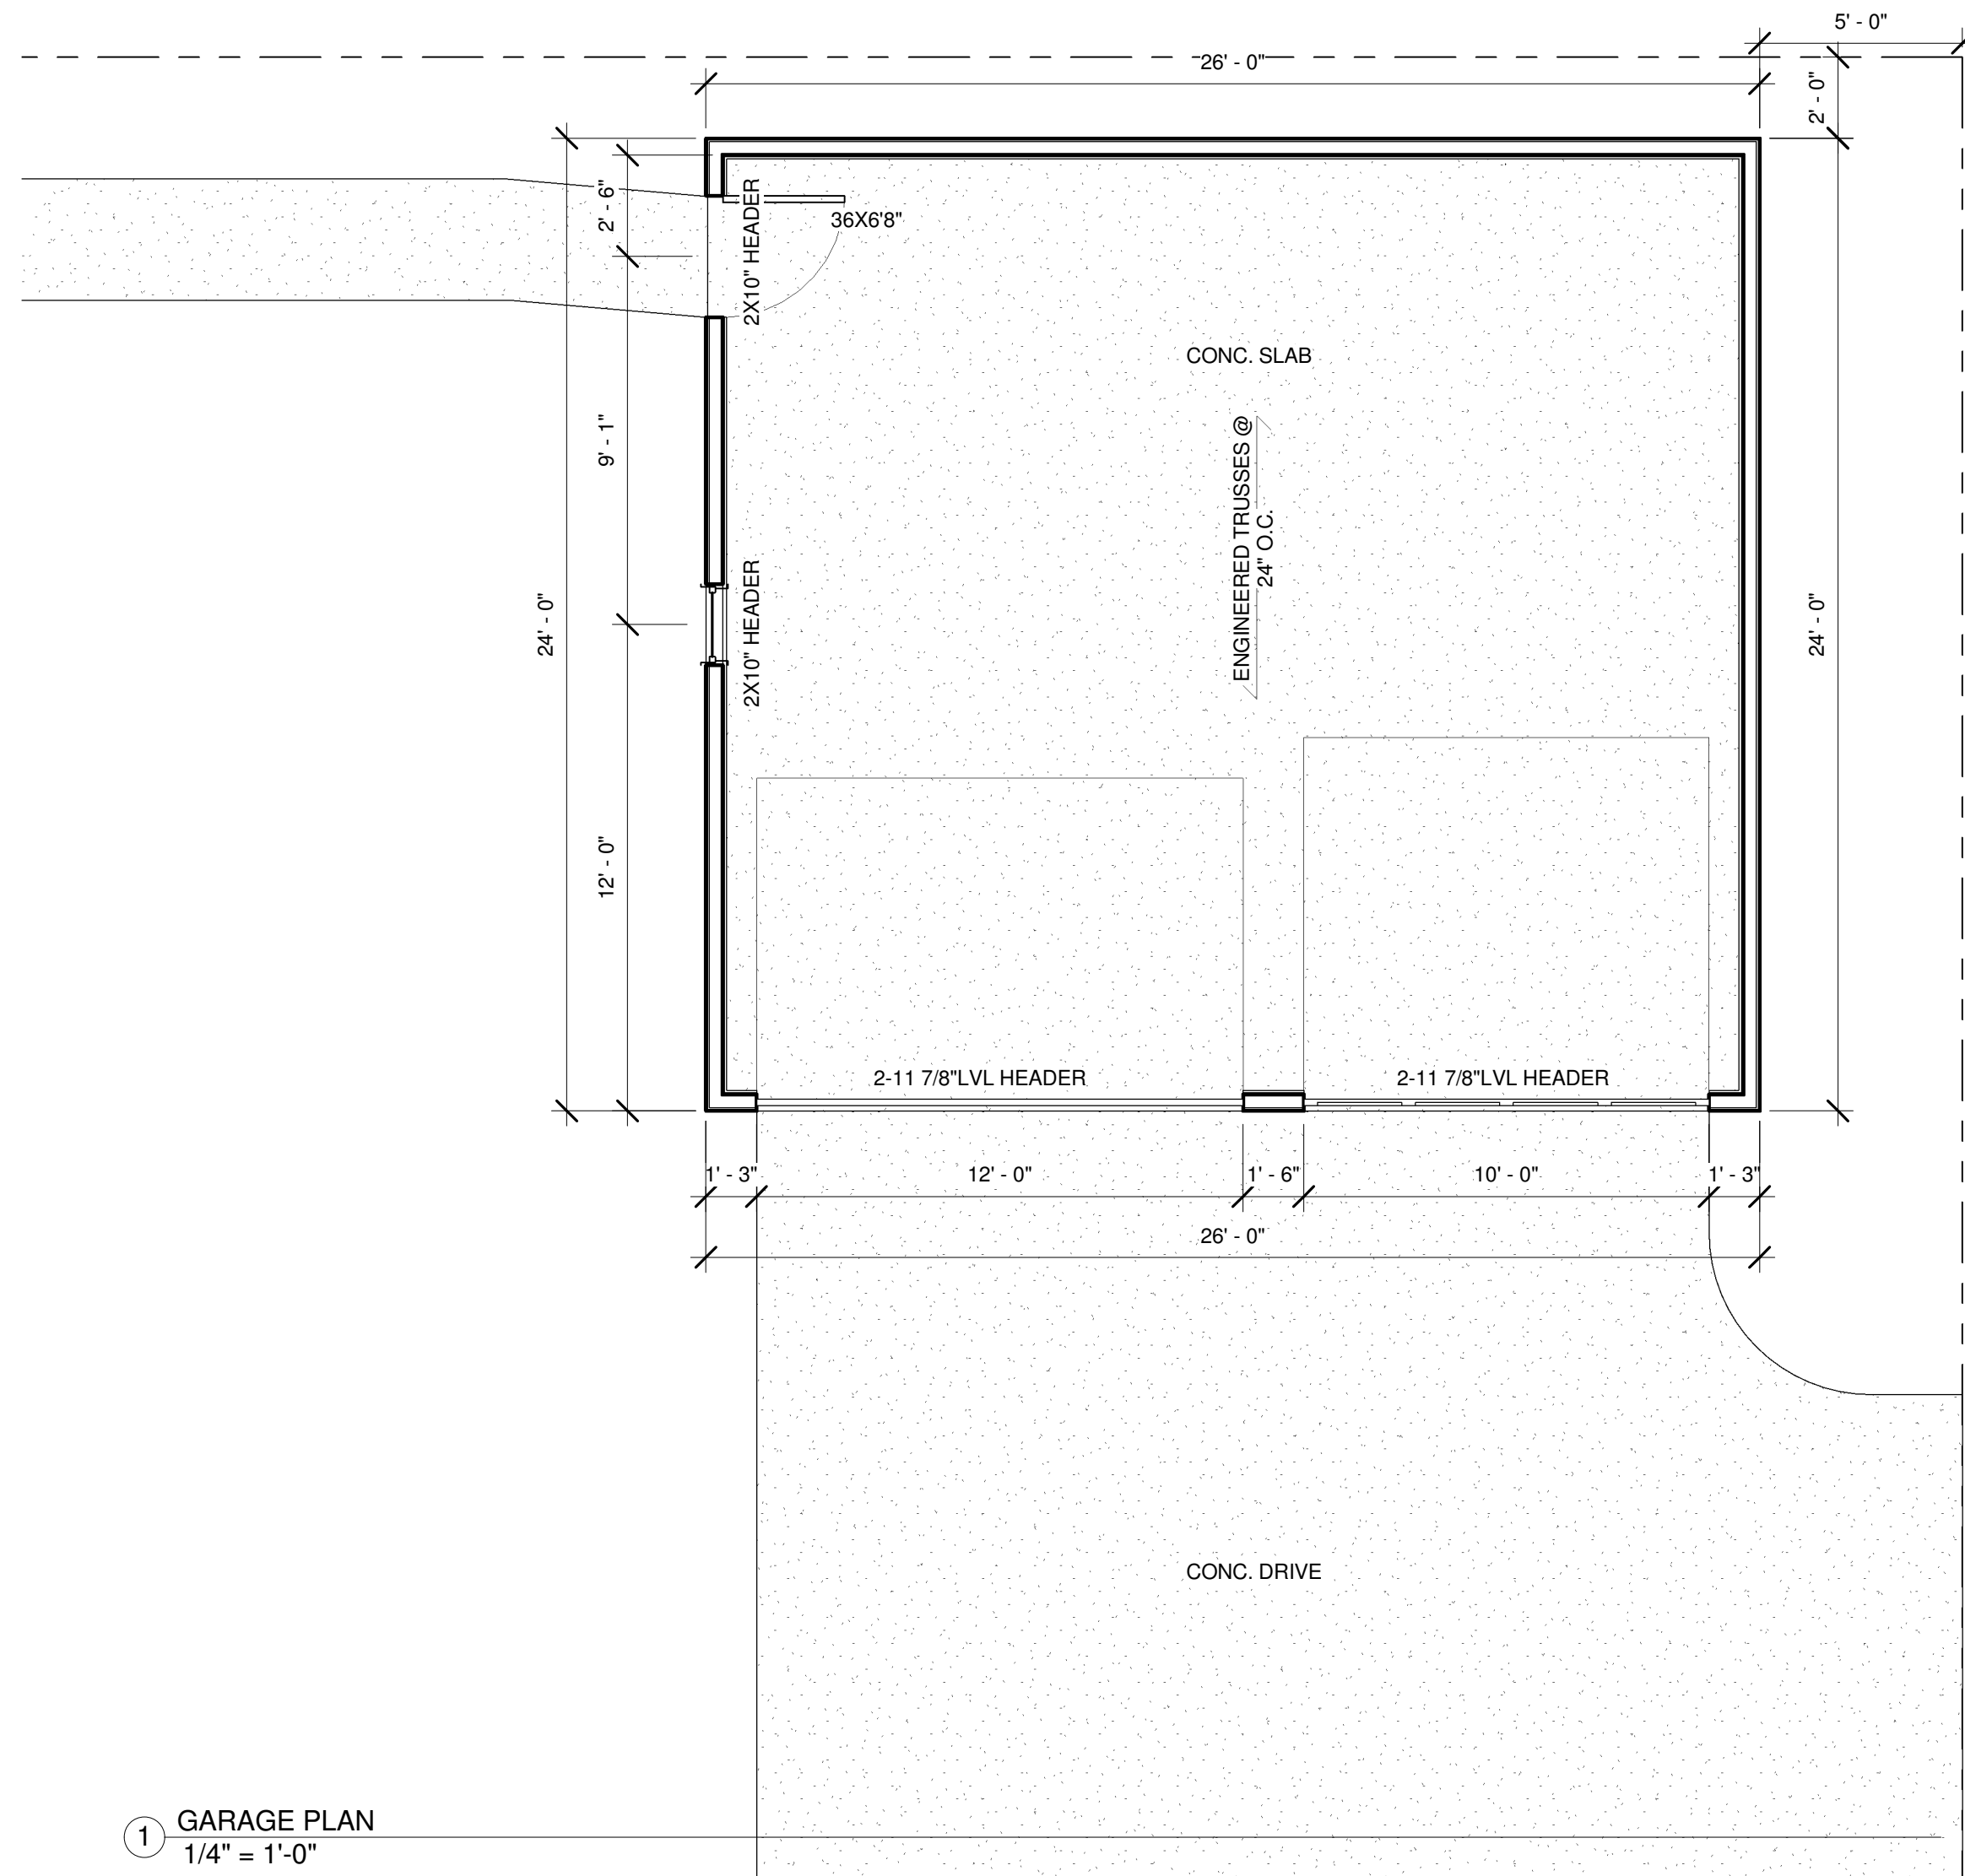 5' - 0"
26' - 0"
2' - 0"
2' - 6"
2X10" HEADER
36X6'8"
CONC. SLAB
9' - 1"
ENGINEERED TRUSSES @
24" O.C.
24' - 0"
2X10" HEADER
24' - 0"
12' - 0"
2-11 7/8"LVL HEADER
2-11 7/8"LVL HEADER
1' - 3"
12' - 0"
1' - 6"
10' - 0"
1' - 3"
26' - 0"
CONC. DRIVE
1
GARAGE PLAN
1/4" = 1'-0"